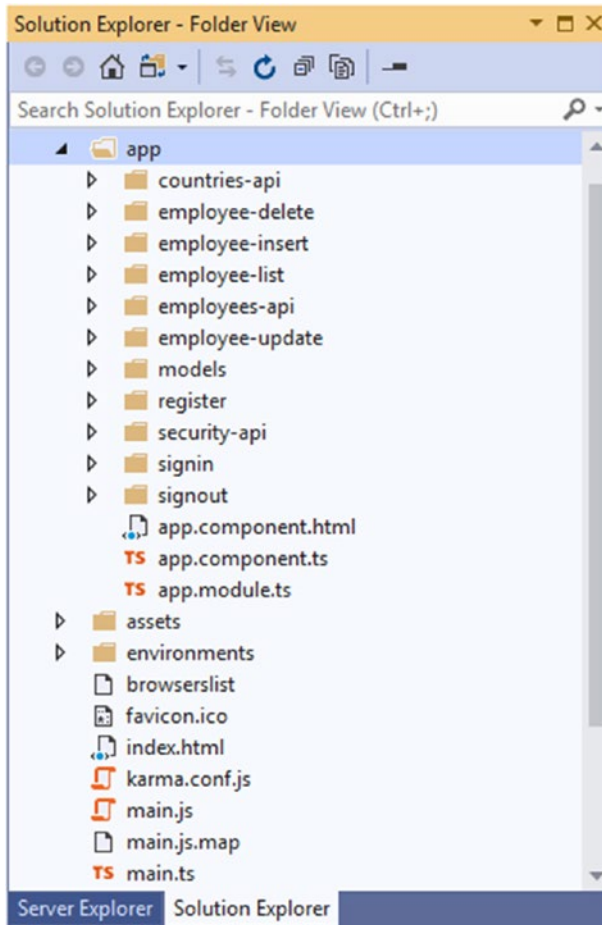 Solution Explorer - Folder View
Search Solution Explorer - Folder View (Ctrl+;)
app
countries-api
employee-delete
employee-insert
employee-list
employees-api
employee-update
models
register
security-api
signin
signout
app.component.html
TS app.component.ts
TS app.module.ts
assets
environments
browserslist
favicon.ico
index.html
karma.conf.js
main.js
main.js.map
TS main.ts
Server Explorer Solution Explorer